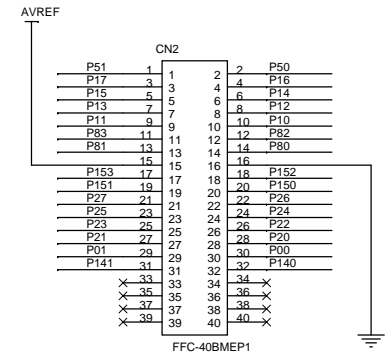 AVREF
CN2
P51 1 1 2 2 P50
P17 3 3 4 4 P16
P15 5 5 6 6 P14
P13 7 7 8 8 P12
P11 9 9 10 10 P10
P83 11 11 12 12 P82
P81 13 13 14 14 P80
15 15 16 16
P153 17 17 18 18 P152
P151 19 19 20 20 P150
P27 21 21 22 22 P26
P25 23 23 24 24 P24
P23 25 25 26 26 P22
P21 27 27 28 28 P20
P01 29 29 30 30 P00
P141 31 31 32 32 P140
33 33 34 34
35 35 36 36
37 37 38 38
39 39 40 40
FFC-40BMEP1